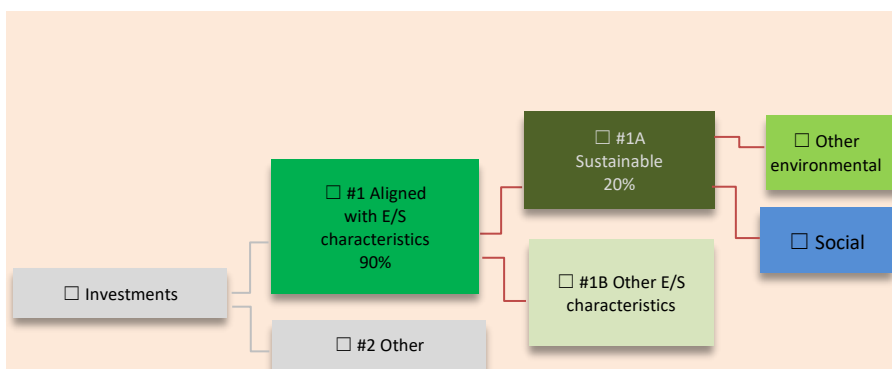 ☐ #1A
Sustainable
20%
☐ Other
environmental
☐ #1 Aligned
with E/S
characteristics
90%
☐ Social
☐ #1B Other E/S
characteristics
☐ Investments
☐ #2 Other